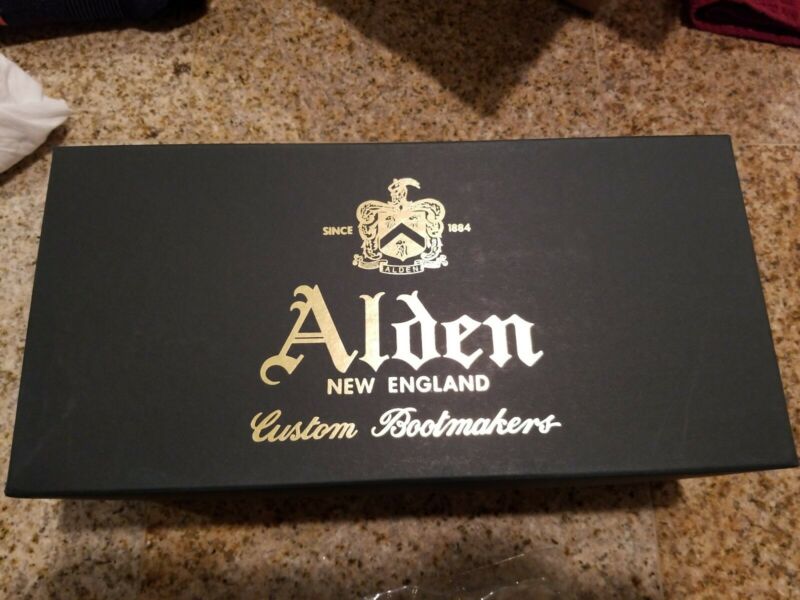 SINCE 1884
ALDEN
Alden
NEW ENGLAND
Custom Bootmakers